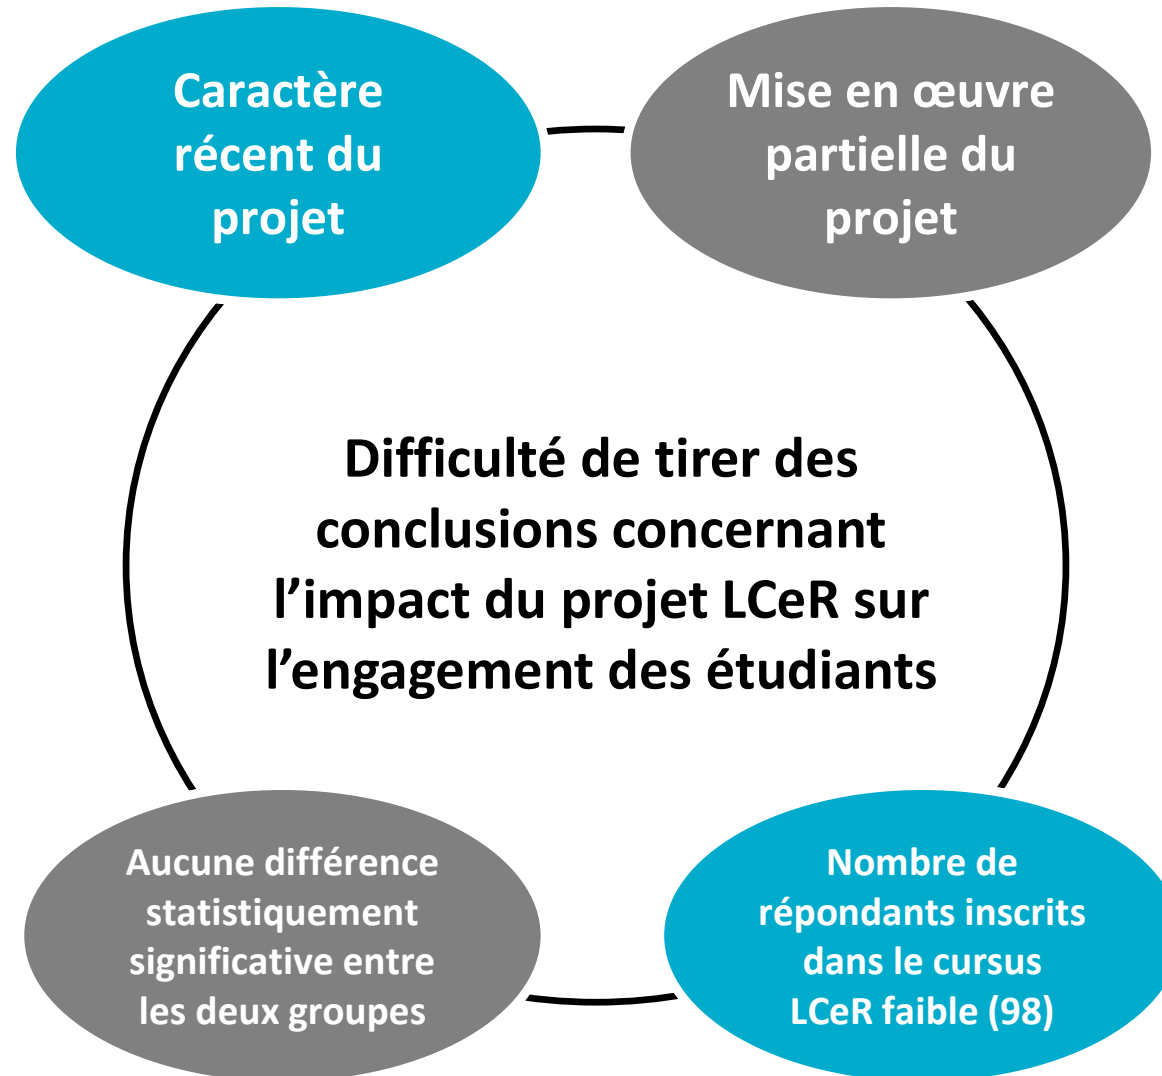 Caractère
récent du
projet
Mise en œuvre
partielle du
projet
Difficulté de tirer des
conclusions concernant
l’impact du projet LCeR sur
l’engagement des étudiants
Aucune différence
statistiquement
significative entre
les deux groupes
Nombre de
répondants inscrits
dans le cursus
LCeR faible (98)